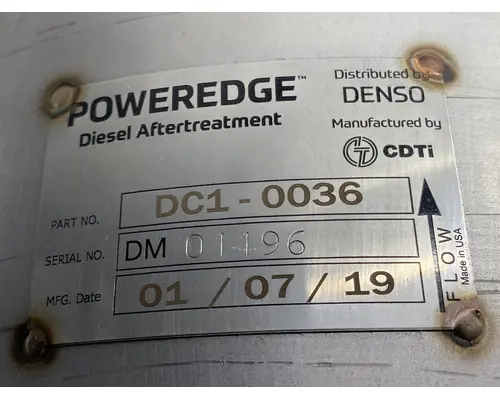 POWEREDGE™
Diesel Aftertreatment
Distributed by
DENSO
Manufactured by
CDTi
PART NO. DC1-0036
SERIAL NO. DM 01496
MFG. Date 01 / 07 / 19
FLOW
Made in USA